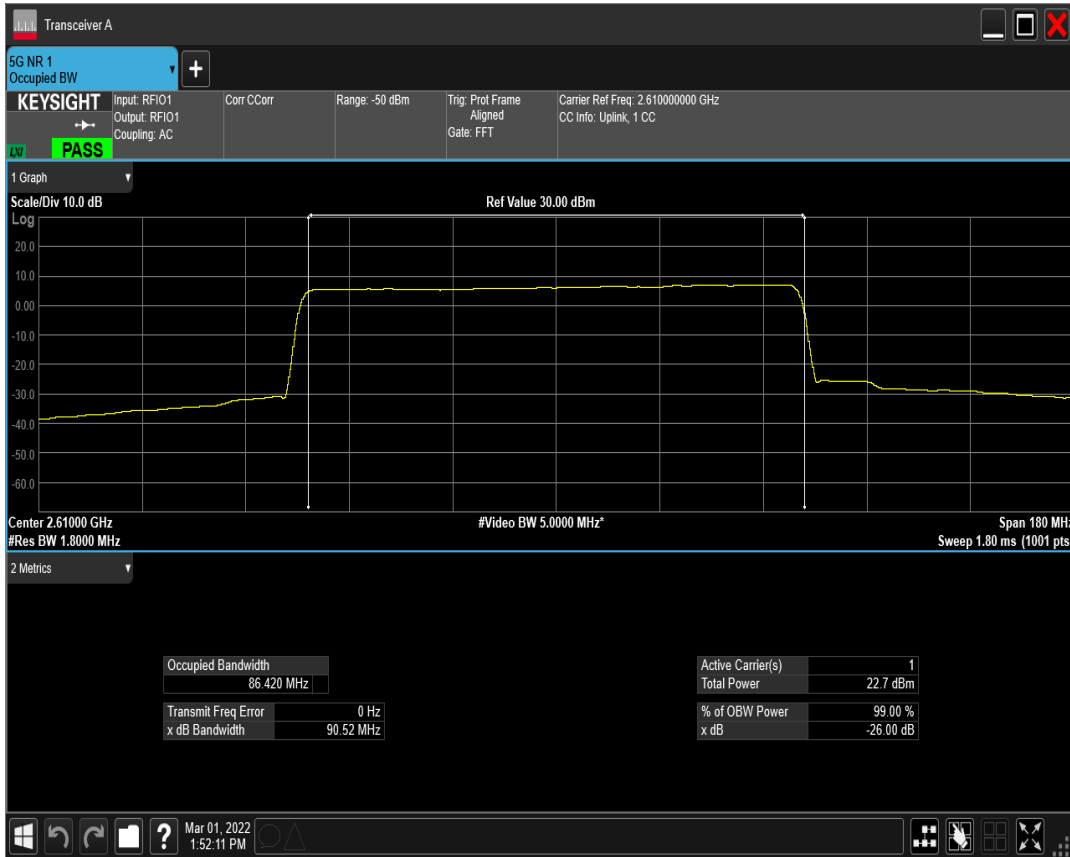 Transceiver A
5G NR 1
Occupied BW
+
KEYSIGHT
LXI
PASS
Input: RFIO1
Output: RFIO1
Coupling: AC
Corr CCorr
Range: -50 dBm
Trig: Prot Frame
Aligned
Gate: FFT
Carrier Ref Freq: 2.610000000 GHz
CC Info: Uplink, 1 CC
1 Graph
Scale/Div 10.0 dB
Ref Value 30.00 dBm
Log
20.0
10.0
0.00
-10.0
-20.0
-30.0
-40.0
-50.0
-60.0
Center 2.61000 GHz
#Video BW 5.0000 MHz*
Span 180 MHz
#Res BW 1.8000 MHz
Sweep 1.80 ms (1001 pts
2 Metrics
Occupied Bandwidth
86.420 MHz
Transmit Freq Error 0 Hz
x dB Bandwidth 90.52 MHz
Active Carrier(s) 1
Total Power 22.7 dBm
% of OBW Power 99.00 %
x dB -26.00 dB
?
Mar 01, 2022
1:52:11 PM